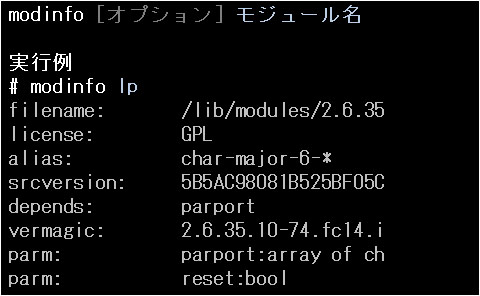 modinfo [オプション] モジュール名
実行例
# modinfo lp
filename: /lib/modules/2.6.35
license: GPL
alias: char-major-6-*
srcversion: 5B5AC98081B525BF05C
depends: parport
vermagic: 2.6.35.10-74.fc14.i
parm: parport:array of ch
parm: reset:bool